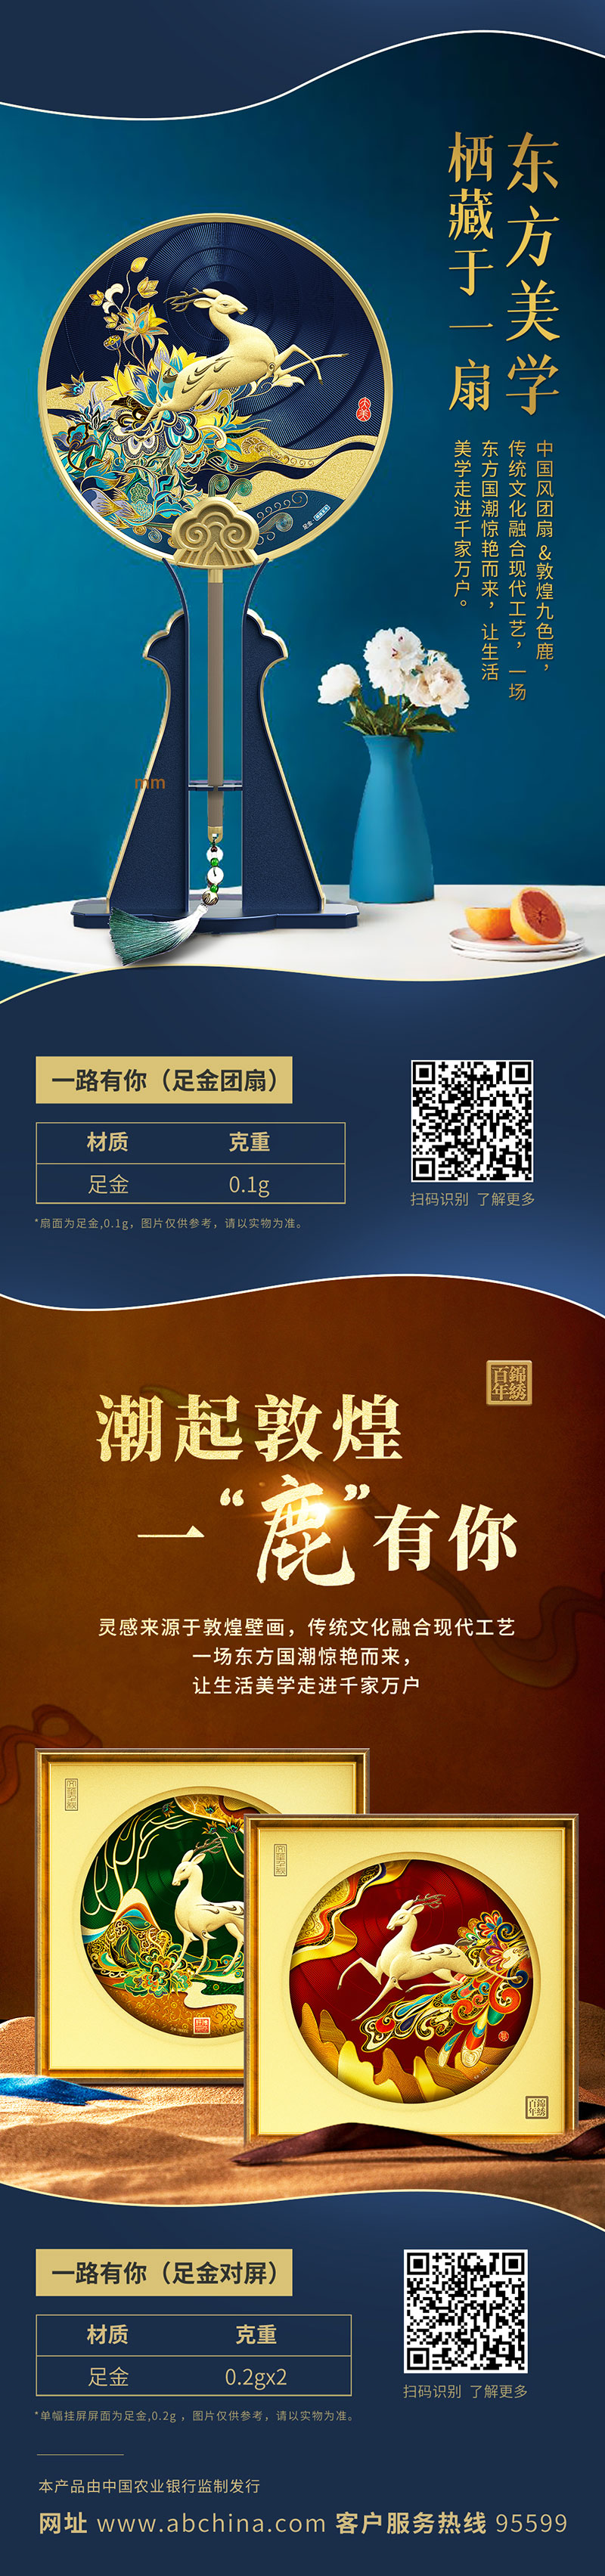 东方美学
栖藏于一扇
中国风团扇&敦煌九色鹿，
传统文化融合现代工艺，一场
东方国潮惊艳而来，让生活
美学走进千家万户。
mm
一路有你（足金团扇）
材质 克重
足金 0.1g
*扇面为足金,0.1g，图片仅供参考，请以实物为准。
扫码识别 了解更多
錦綉
百年
潮起敦煌
一“鹿”有你
灵感来源于敦煌壁画，传统文化融合现代工艺
一场东方国潮惊艳而来，
让生活美学走进千家万户
錦綉
百年
一路有你（足金对屏）
材质 克重
足金 0.2gx2
*单幅挂屏屏面为足金,0.2g ，图片仅供参考，请以实物为准。
扫码识别 了解更多
本产品由中国农业银行监制发行
网址 www.abchina.com 客户服务热线 95599